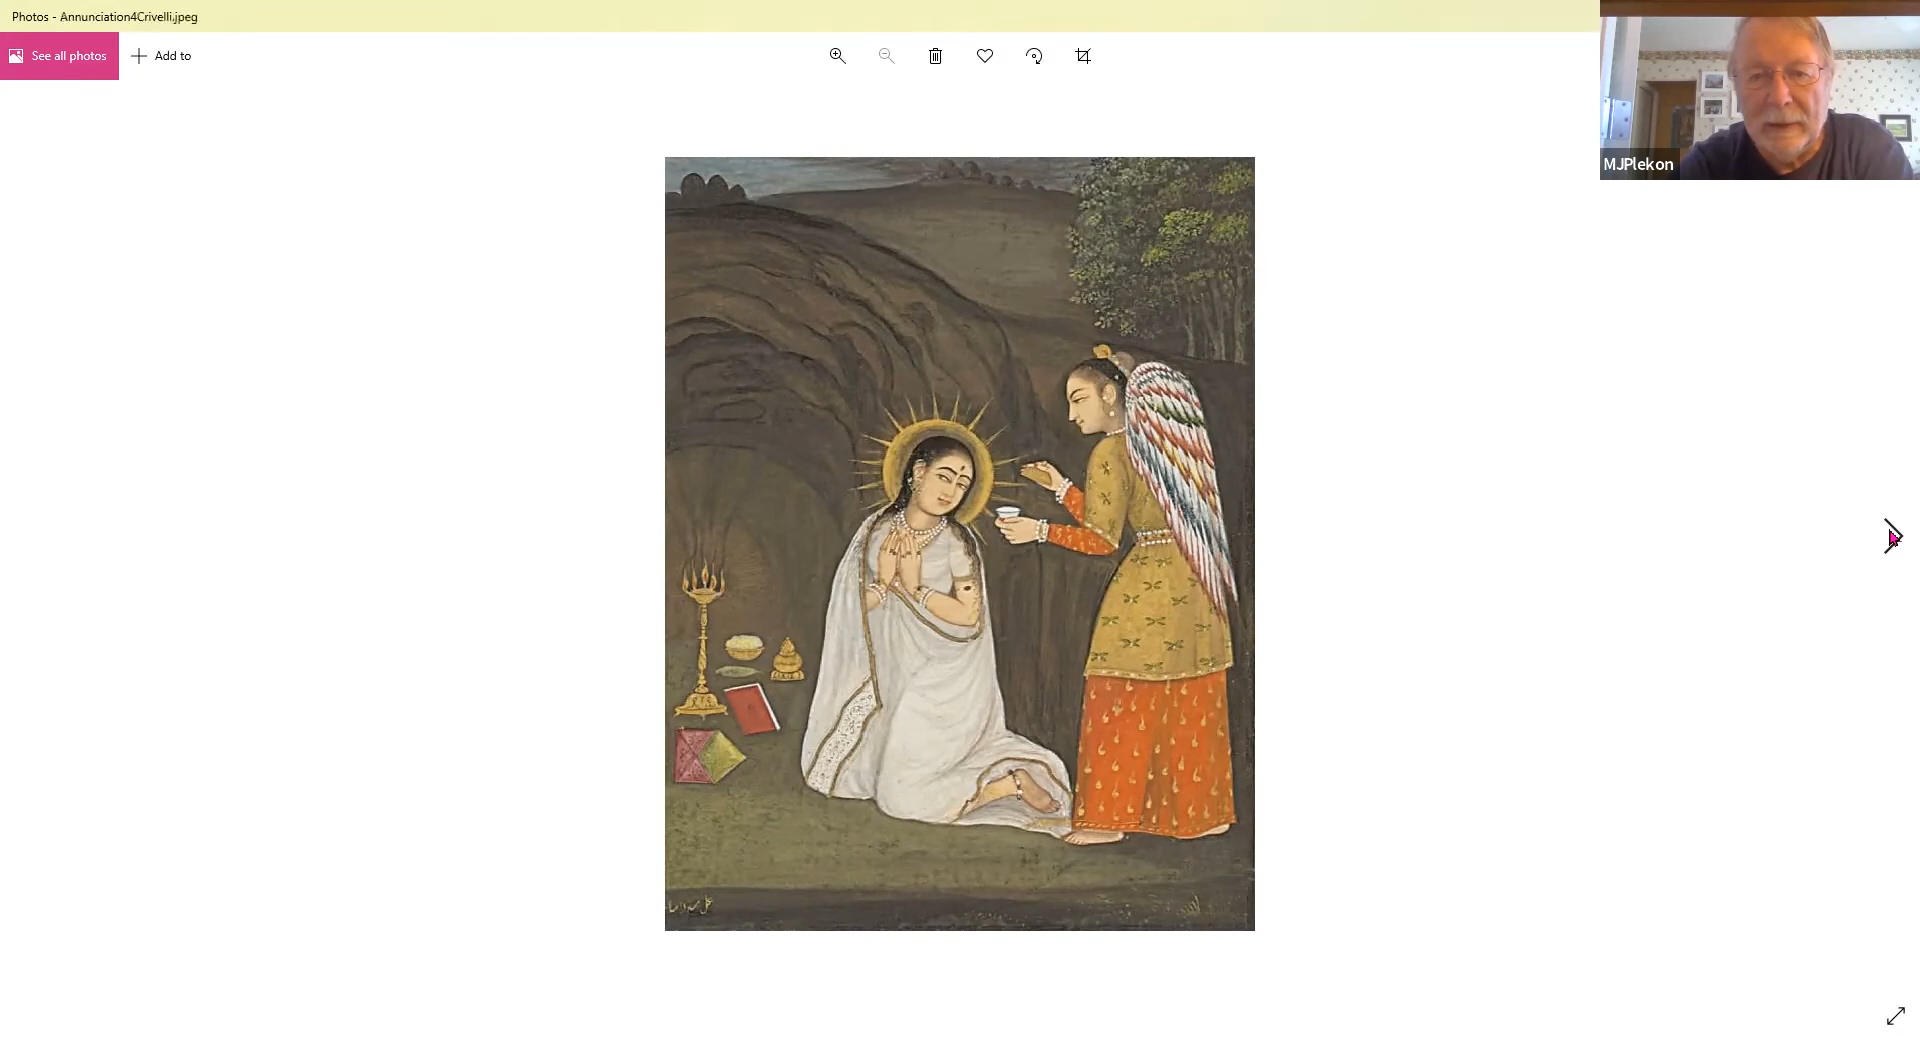 Photos - Annunciation4Crivelli.jpeg
See all photos
Add to
MJPlekon